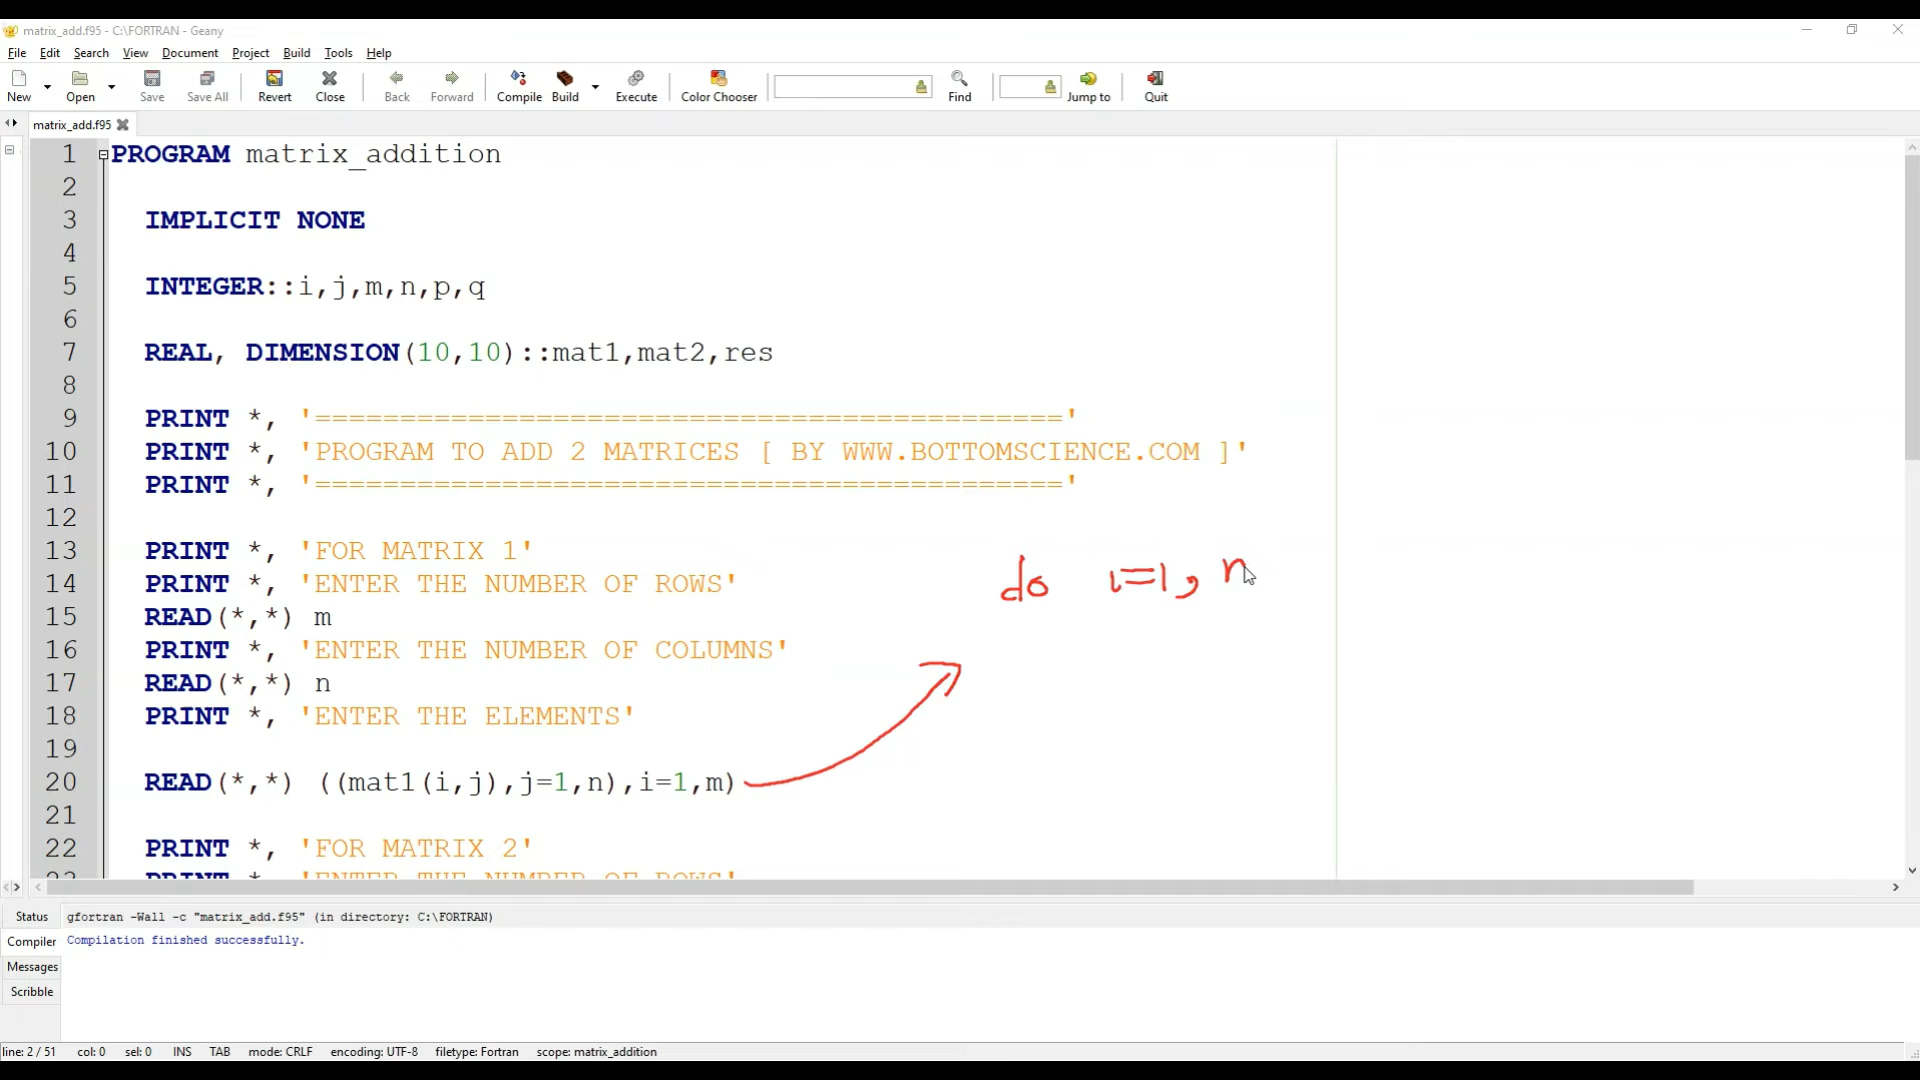 matrix_add.f95 - C:\FORTRAN - Geany
File Edit Search View Document Project Build Tools Help
New Open Save Save All Revert Close Back Forward Compile Build Execute Color Chooser Find Jump to Quit
matrix_add.f95
1 PROGRAM matrix_addition
2
3 IMPLICIT NONE
4
5 INTEGER::i,j,m,n,p,q
6
7 REAL, DIMENSION(10,10)::mat1,mat2,res
8
9 PRINT *, '============================================'
10 PRINT *, 'PROGRAM TO ADD 2 MATRICES [ BY WWW.BOTTOMSCIENCE.COM ]'
11 PRINT *, '============================================'
12
13 PRINT *, 'FOR MATRIX 1'
14 PRINT *, 'ENTER THE NUMBER OF ROWS'
do i=1, n
15 READ(*,*) m
16 PRINT *, 'ENTER THE NUMBER OF COLUMNS'
17 READ(*,*) n
18 PRINT *, 'ENTER THE ELEMENTS'
19
20 READ(*,*) ((mat1(i,j),j=1,n),i=1,m)
21
22 PRINT *, 'FOR MATRIX 2'
23 PRINT *, 'ENTER THE NUMBER OF ROWS'
Status gfortran -Wall -c "matrix_add.f95" (in directory: C:\FORTRAN)
Compiler Compilation finished successfully.
Messages
Scribble
line: 2 / 51 col: 0 sel: 0 INS TAB mode: CRLF encoding: UTF-8 filetype: Fortran scope: matrix_addition